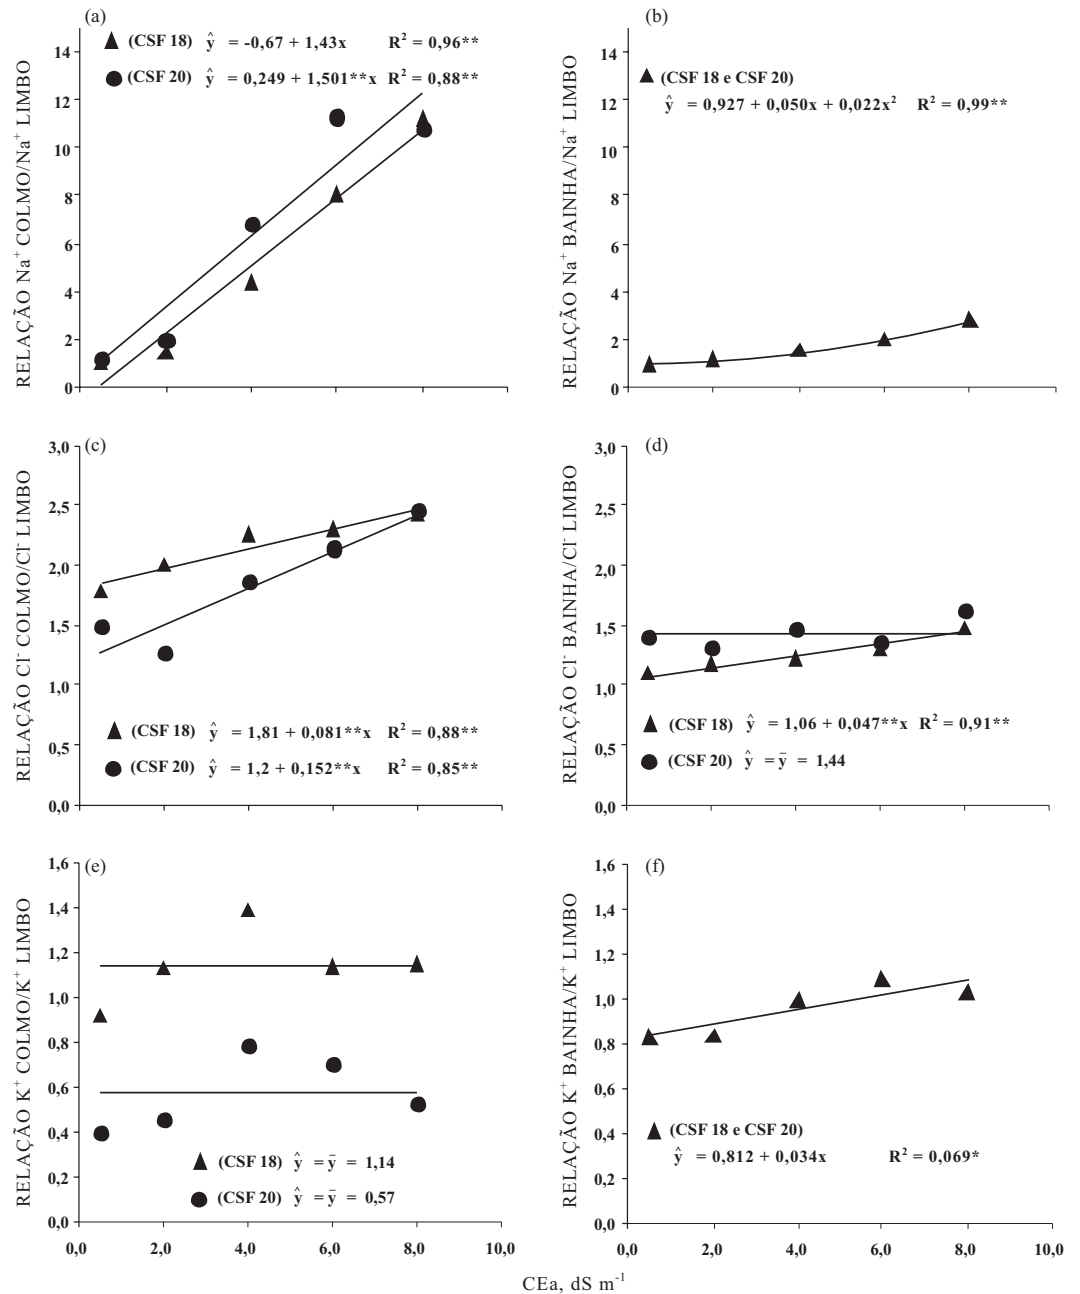 (a)
(CSF 18) ŷ = -0,67 + 1,43x R² = 0,96**
(CSF 20) ŷ = 0,249 + 1,501**x R² = 0,88**
RELAÇÃO Na⁺ COLMO/Na⁺ LIMBO
14
12
10
8
6
4
2
0
(b)
(CSF 18 e CSF 20)
ŷ = 0,927 + 0,050x + 0,022x² R² = 0,99**
RELAÇÃO Na⁺ BAINHA/Na⁺ LIMBO
14
12
10
8
6
4
2
0
(c)
RELAÇÃO Cl⁻ COLMO/Cl⁻ LIMBO
3,0
2,5
2,0
1,5
1,0
0,5
0,0
(CSF 18) ŷ = 1,81 + 0,081**x R² = 0,88**
(CSF 20) ŷ = 1,2 + 0,152**x R² = 0,85**
(d)
RELAÇÃO Cl⁻ BAINHA/Cl⁻ LIMBO
3,0
2,5
2,0
1,5
1,0
0,5
0,0
(CSF 18) ŷ = 1,06 + 0,047**x R² = 0,91**
(CSF 20) ŷ = ȳ = 1,44
(e)
RELAÇÃO K⁺ COLMO/K⁺ LIMBO
1,6
1,4
1,2
1,0
0,8
0,6
0,4
0,2
0,0
(CSF 18) ŷ = ȳ = 1,14
(CSF 20) ŷ = ȳ = 0,57
0,0 2,0 4,0 6,0 8,0 10,0
(f)
RELAÇÃO K⁺ BAINHA/K⁺ LIMBO
1,6
1,4
1,2
1,0
0,8
0,6
0,4
0,2
0,0
(CSF 18 e CSF 20)
ŷ = 0,812 + 0,034x R² = 0,069*
0,0 2,0 4,0 6,0 8,0 10,0
CEa, dS m⁻¹